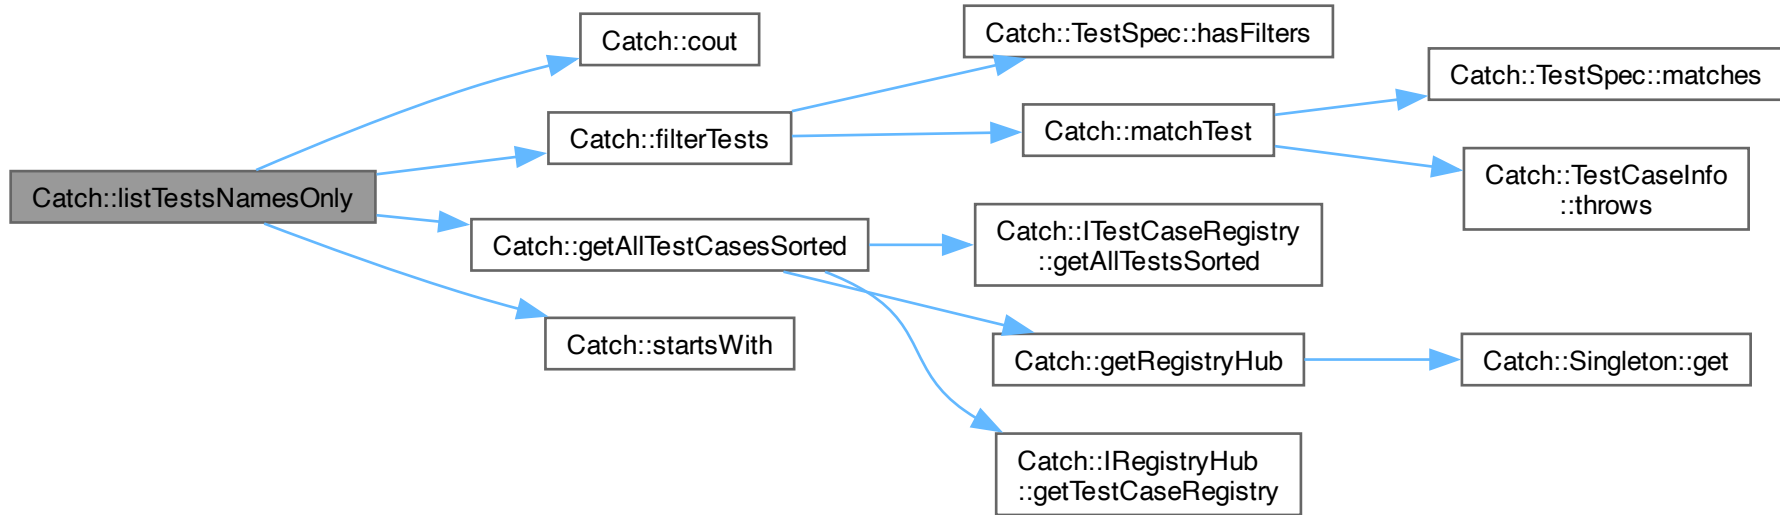 Catch::listTestsNamesOnly
Catch::cout
Catch::filterTests
Catch::getAllTestCasesSorted
Catch::startsWith
Catch::TestSpec::hasFilters
Catch::matchTest
Catch::ITestCaseRegistry
::getAllTestsSorted
Catch::getRegistryHub
Catch::IRegistryHub
::getTestCaseRegistry
Catch::TestSpec::matches
Catch::TestCaseInfo
::throws
Catch::Singleton::get